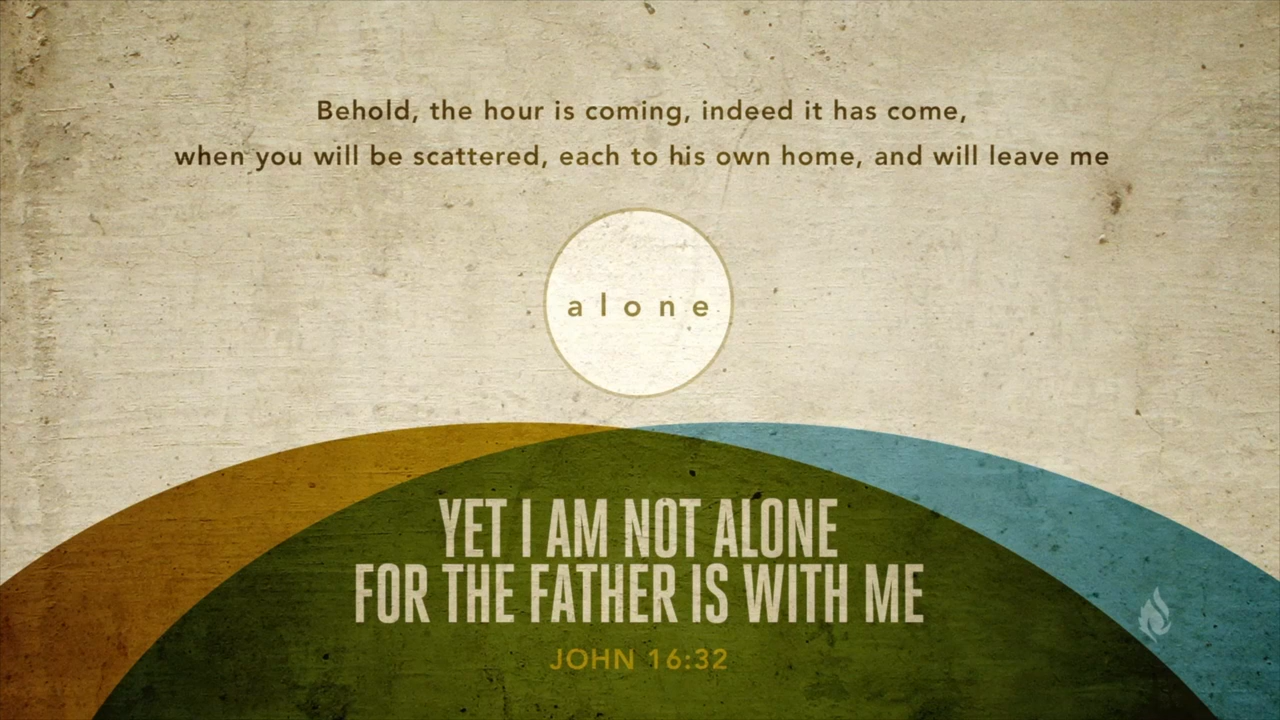 Behold, the hour is coming, indeed it has come,
when you will be scattered, each to his own home, and will leave me
alone
YET I AM NOT ALONE
FOR THE FATHER IS WITH ME
JOHN 16:32